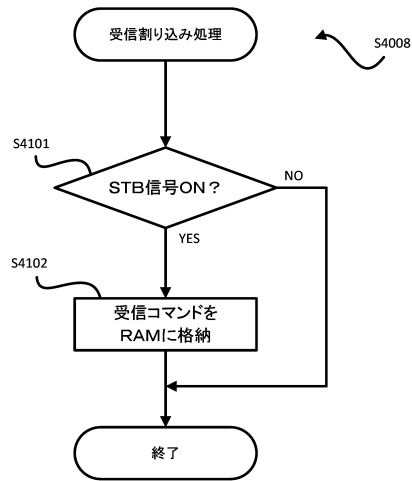 受信割り込み処理
S4008
S4101
STB信号ON？
NO
YES
S4102
受信コマンドを
RAMに格納
終了